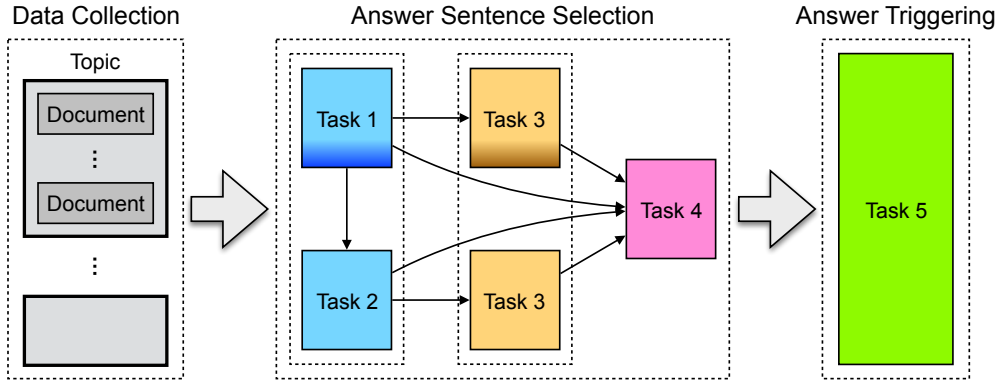 Data Collection
Answer Sentence Selection
Answer Triggering
Topic
Document
⋮
Document
⋮
Task 1
Task 3
Task 4
Task 2
Task 3
Task 5